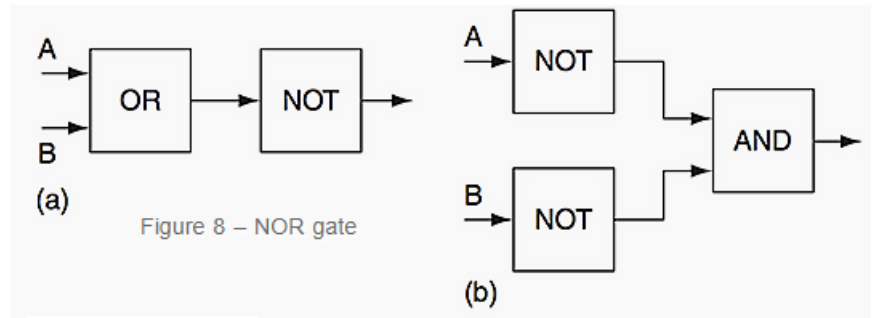 A
OR
NOT
B
(a)
Figure 8 – NOR gate
A
NOT
AND
B
NOT
(b)